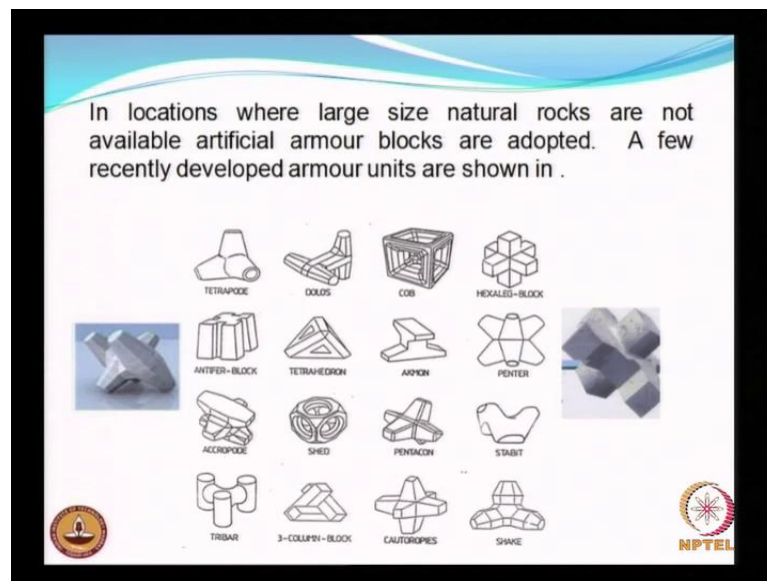 In locations where large size natural rocks are not
available artificial armour blocks are adopted. A few
recently developed armour units are shown in .
TETRAPODE DOLOS COB HEXALEG-BLOCK
ANTIFER-BLOCK TETRAHEDRON AKMON PENTER
ACCROPODE SHED PENTACON STABIT
TRIBAR 3-COLUMN-BLOCK CAUTOROPIES SHAKE
NPTEL